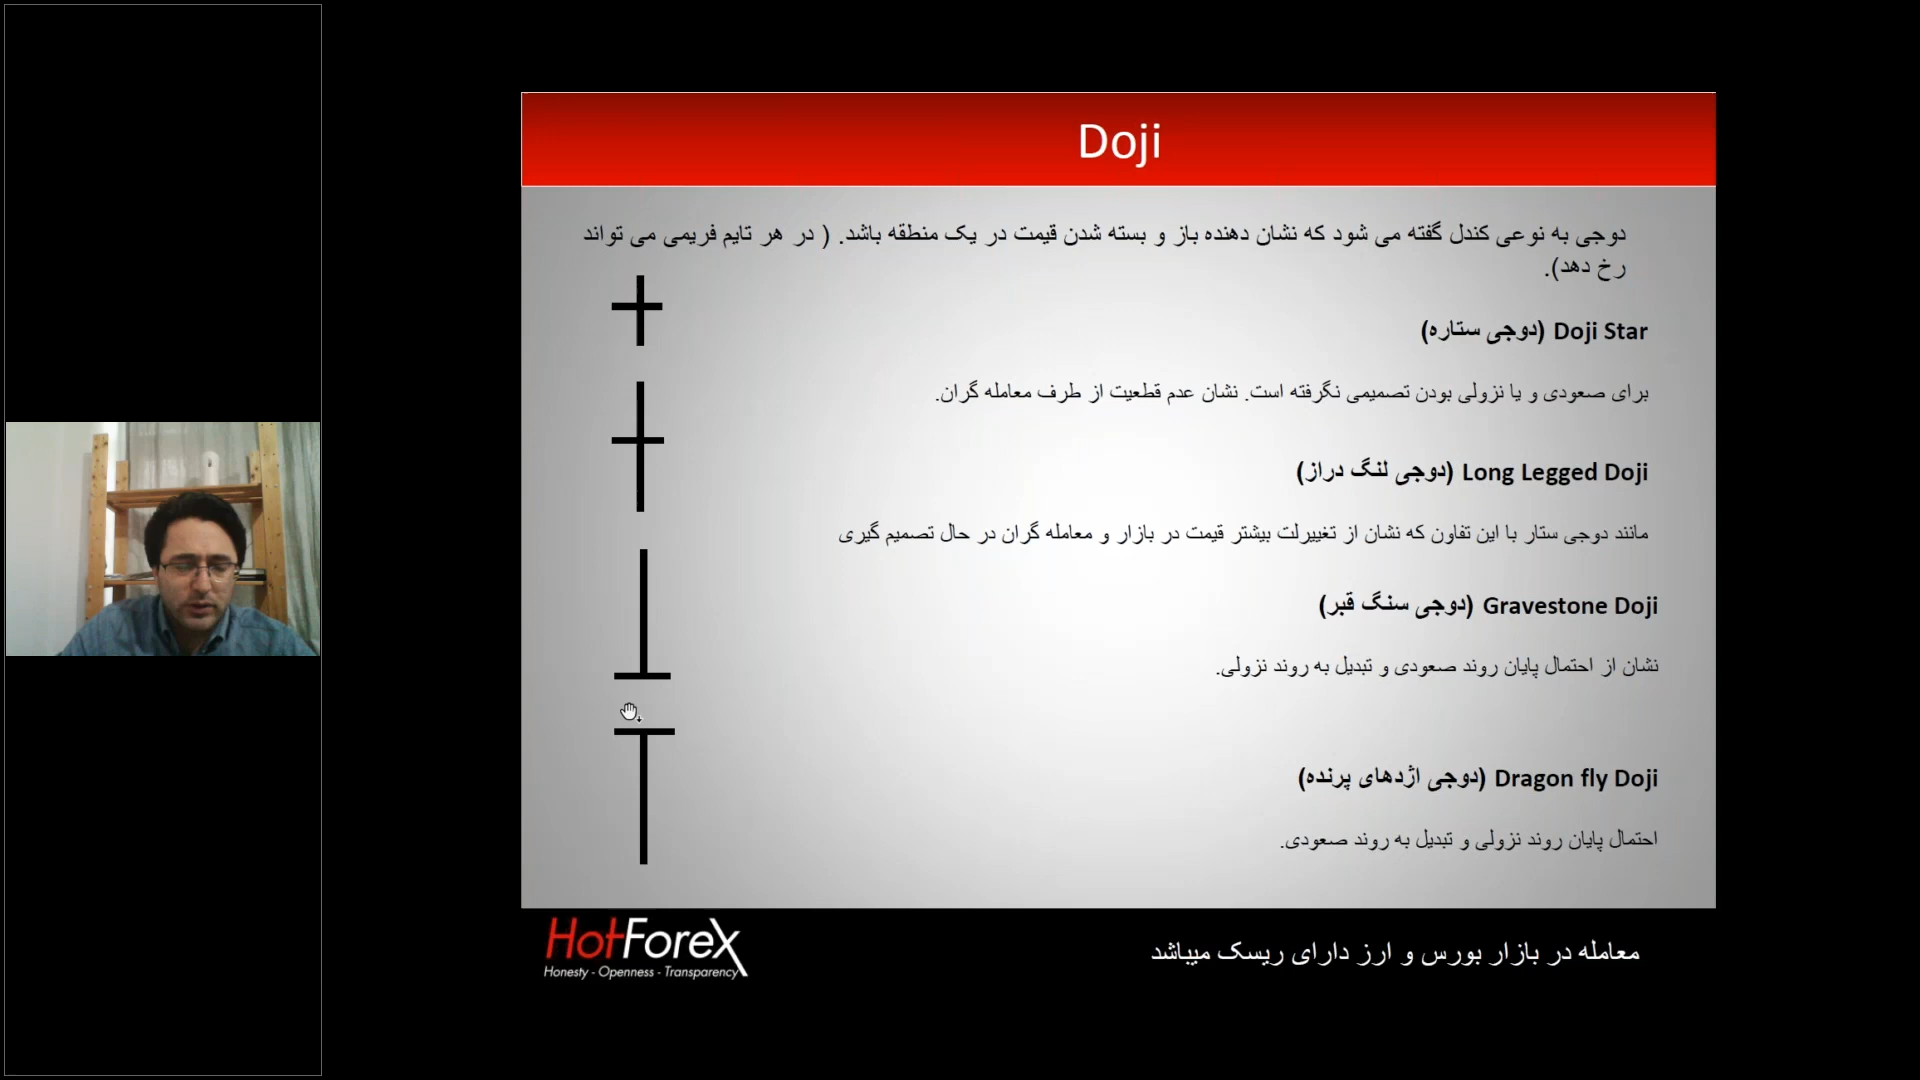 Doji
دوجی به نوعی کندل گفته می شود که نشان دهنده باز و بسته شدن قیمت در یک منطقه باشد. ( در هر تایم فریمی می تواند
رخ دهد).
Doji Star (دوجی ستاره)
برای صعودی و یا نزولی بودن تصمیمی نگرفته است. نشان عدم قطعیت از طرف معامله گران.
Long Legged Doji (دوجی لنگ دراز)
مانند دوجی ستار با این تفاون که نشان از تغییرلت بیشتر قیمت در بازار و معامله گران در حال تصمیم گیری
Gravestone Doji (دوجی سنگ قبر)
نشان از احتمال پایان روند صعودی و تبدیل به روند نزولی.
Dragon fly Doji (دوجی اژدهای پرنده)
احتمال پایان روند نزولی و تبدیل به روند صعودی.
HotForex
Honesty - Openness - Transparency
معامله در بازار بورس و ارز دارای ریسک میباشد